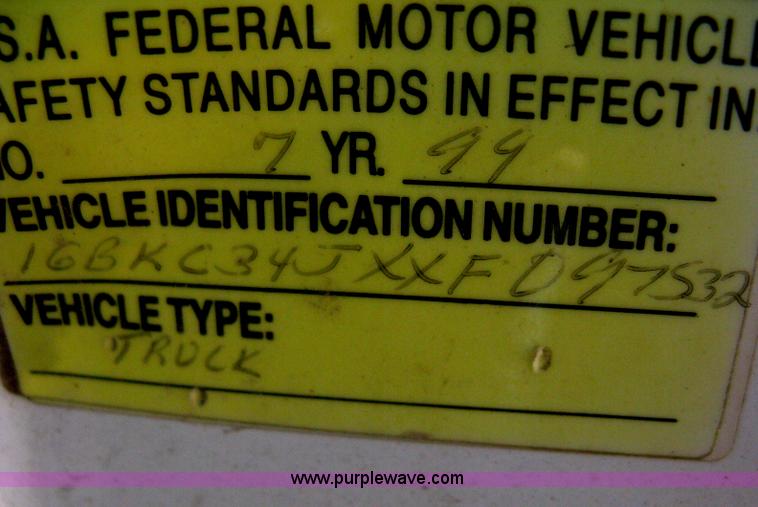 S.A. FEDERAL MOTOR VEHICLE
AFETY STANDARDS IN EFFECT IN
O. 7 YR. 99
VEHICLE IDENTIFICATION NUMBER:
1GBKC34JXXF097532
VEHICLE TYPE:
TRUCK
www.purplewave.com